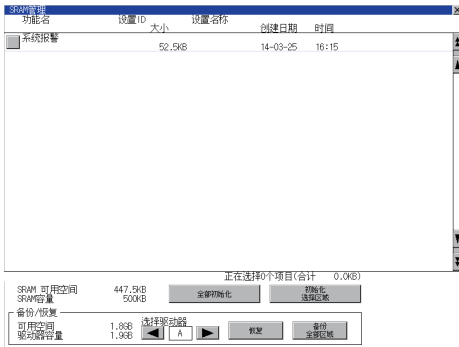 SRAM管理
功能名 设置ID 设置名称
大小 创建日期 时间
系统报警
52.5KB 14-03-25 16:15
正在选择0个项目(合计 0.0KB)
SRAM 可用空间 447.5KB
SRAM容量 500KB
全部初始化
初始化
选择区域
备份/恢复
可用空间 1.8GB
驱动器容量 1.9GB
选择驱动器
A
恢复
备份
全部区域